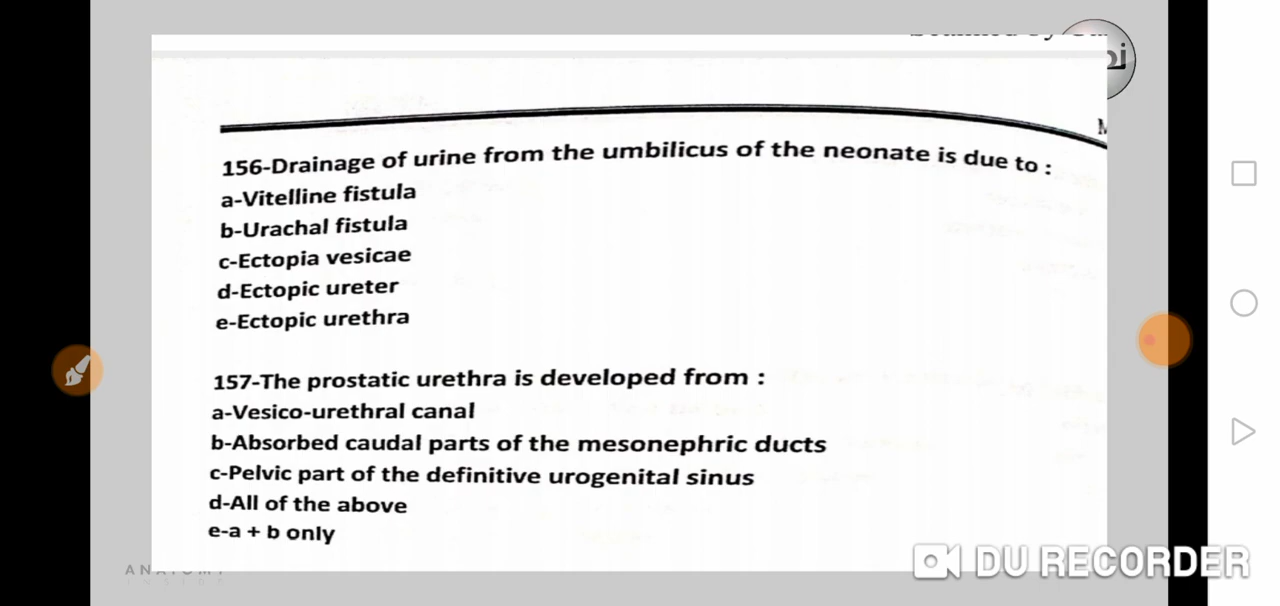 156-Drainage of urine from the umbilicus of the neonate is due to :
a-Vitelline fistula
b-Urachal fistula
c-Ectopia vesicae
d-Ectopic ureter
e-Ectopic urethra
157-The prostatic urethra is developed from :
a-Vesico-urethral canal
b-Absorbed caudal parts of the mesonephric ducts
c-Pelvic part of the definitive urogenital sinus
d-All of the above
e-a + b only
DU RECORDER